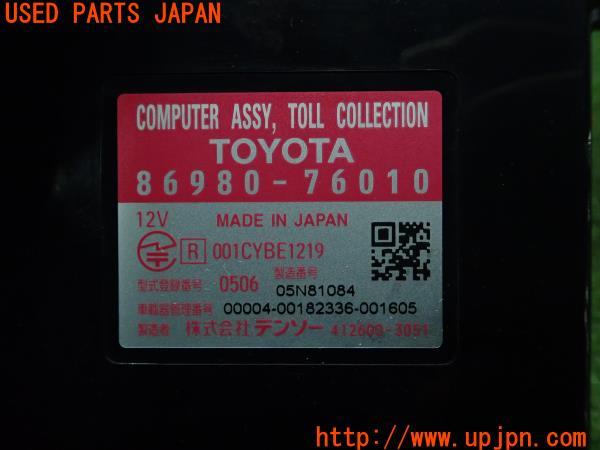 USED PARTS JAPAN
COMPUTER ASSY, TOLL COLLECTION
TOYOTA
86980-76010
12V MADE IN JAPAN
R 001CYBE1219
型式登録番号 0506 製造番号 05N81084
車載器管理番号 00004-00182336-001605
製造者 株式会社デンソー 412600-3051
http://www.upjpn.com/